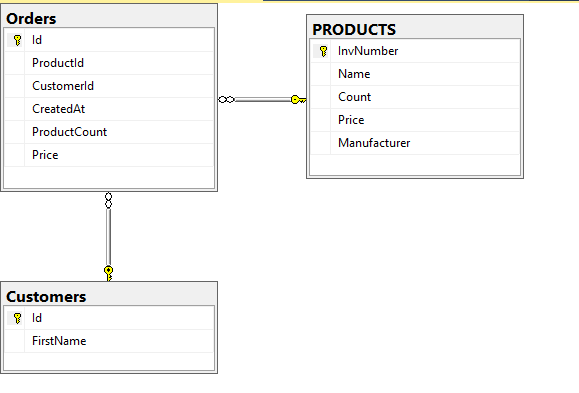 Orders
Id
ProductId
CustomerId
CreatedAt
ProductCount
Price
PRODUCTS
InvNumber
Name
Count
Price
Manufacturer
Customers
Id
FirstName